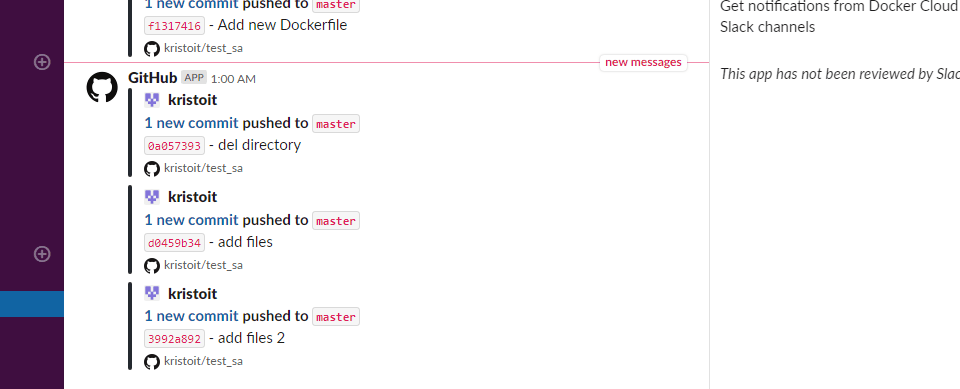 1 new commit pushed to master
f1317416 - Add new Dockerfile
kristoit/test_sa
new messages
GitHub APP 1:00 AM
kristoit
1 new commit pushed to master
0a057393 - del directory
kristoit/test_sa
kristoit
1 new commit pushed to master
d0459b34 - add files
kristoit/test_sa
kristoit
1 new commit pushed to master
3992a892 - add files 2
kristoit/test_sa
Get notifications from Docker Cloud
Slack channels
This app has not been reviewed by Slac